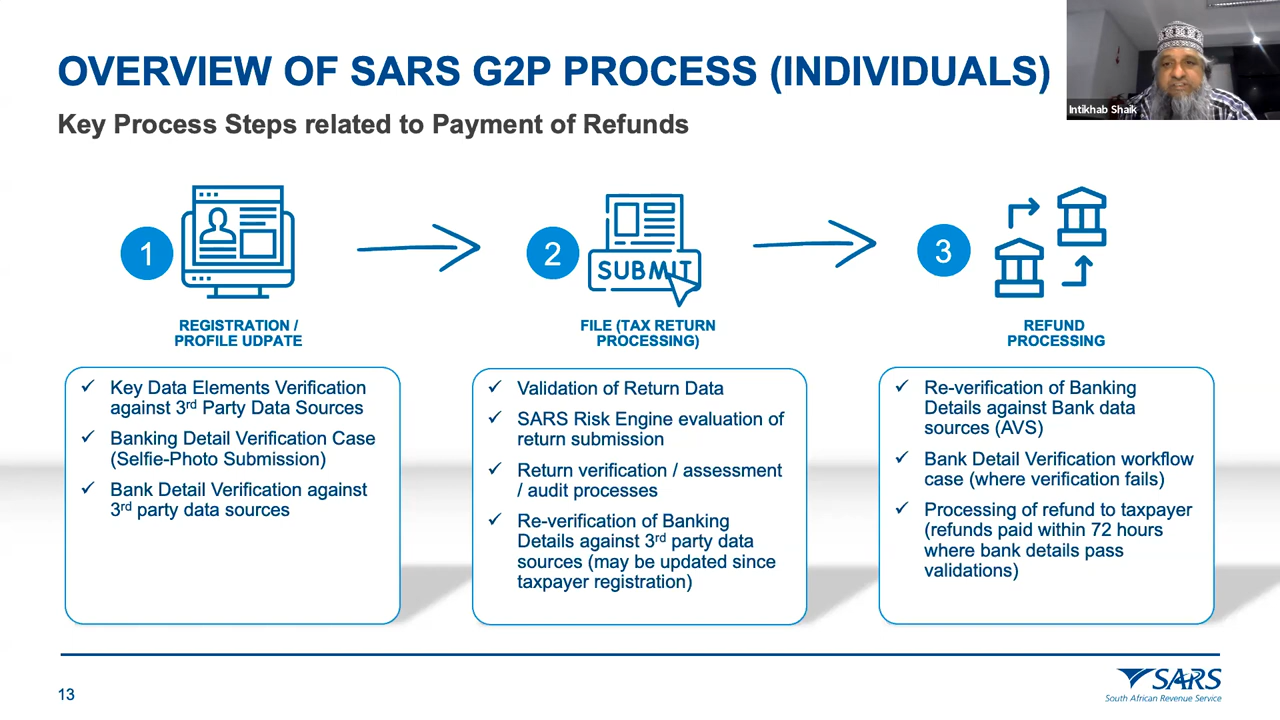 OVERVIEW OF SARS G2P PROCESS (INDIVIDUALS)
Intikhab Shaik
Key Process Steps related to Payment of Refunds
1
2
SUBMIT
3
REGISTRATION /
PROFILE UDPATE
FILE (TAX RETURN
PROCESSING)
REFUND
PROCESSING
Key Data Elements Verification
against 3rd Party Data Sources
Banking Detail Verification Case
(Selfie-Photo Submission)
Bank Detail Verification against
3rd party data sources
Validation of Return Data
SARS Risk Engine evaluation of
return submission
Return verification / assessment
/ audit processes
Re-verification of Banking
Details against 3rd party data
sources (may be updated since
taxpayer registration)
Re-verification of Banking
Details against Bank data
sources (AVS)
Bank Detail Verification workflow
case (where verification fails)
Processing of refund to taxpayer
(refunds paid within 72 hours
where bank details pass
validations)
13
SARS
South African Revenue Service